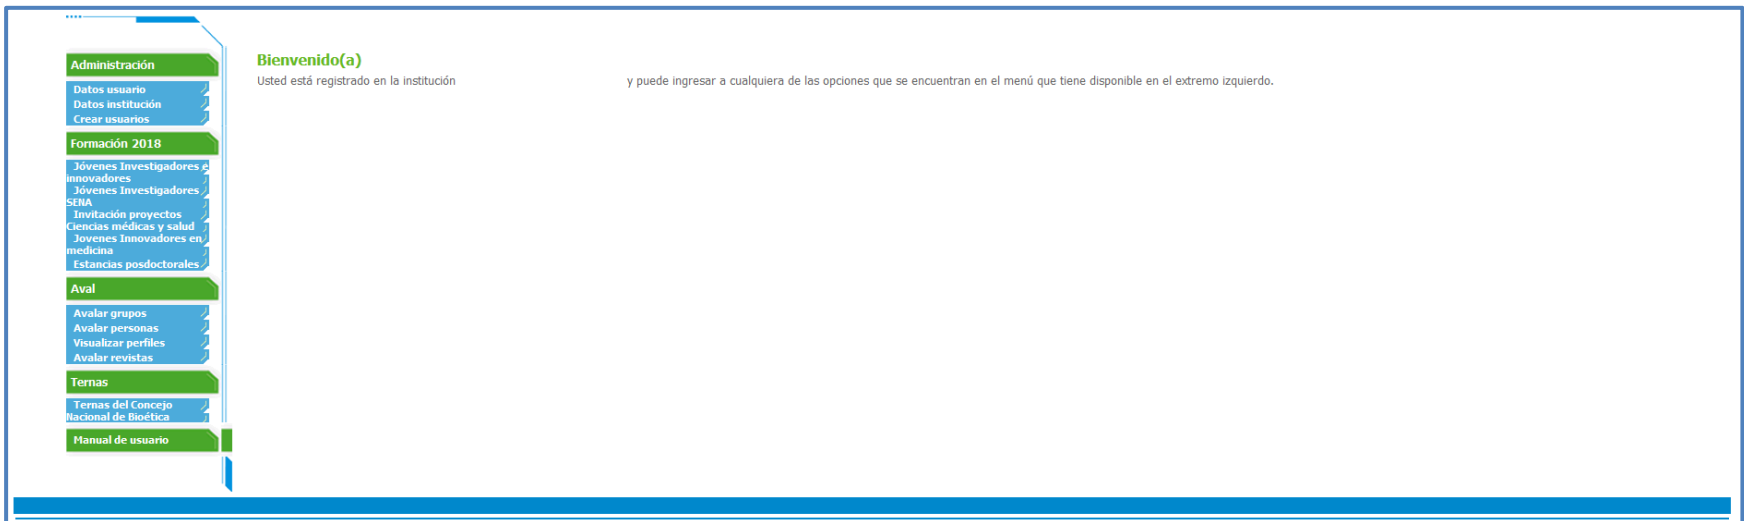 Administración
Datos usuario
Datos institución
Crear usuarios
Formación 2018
Jóvenes Investigadores e
innovadores
Jóvenes Investigadores
SENA
Invitación proyectos
Ciencias médicas y salud
Jovenes Innovadores en
medicina
Estancias posdoctorales
Aval
Avalar grupos
Avalar personas
Visualizar perfiles
Avalar revistas
Ternas
Ternas del Concejo
Nacional de Bioética
Manual de usuario
Bienvenido(a)
Usted está registrado en la institución y puede ingresar a cualquiera de las opciones que se encuentran en el menú que tiene disponible en el extremo izquierdo.